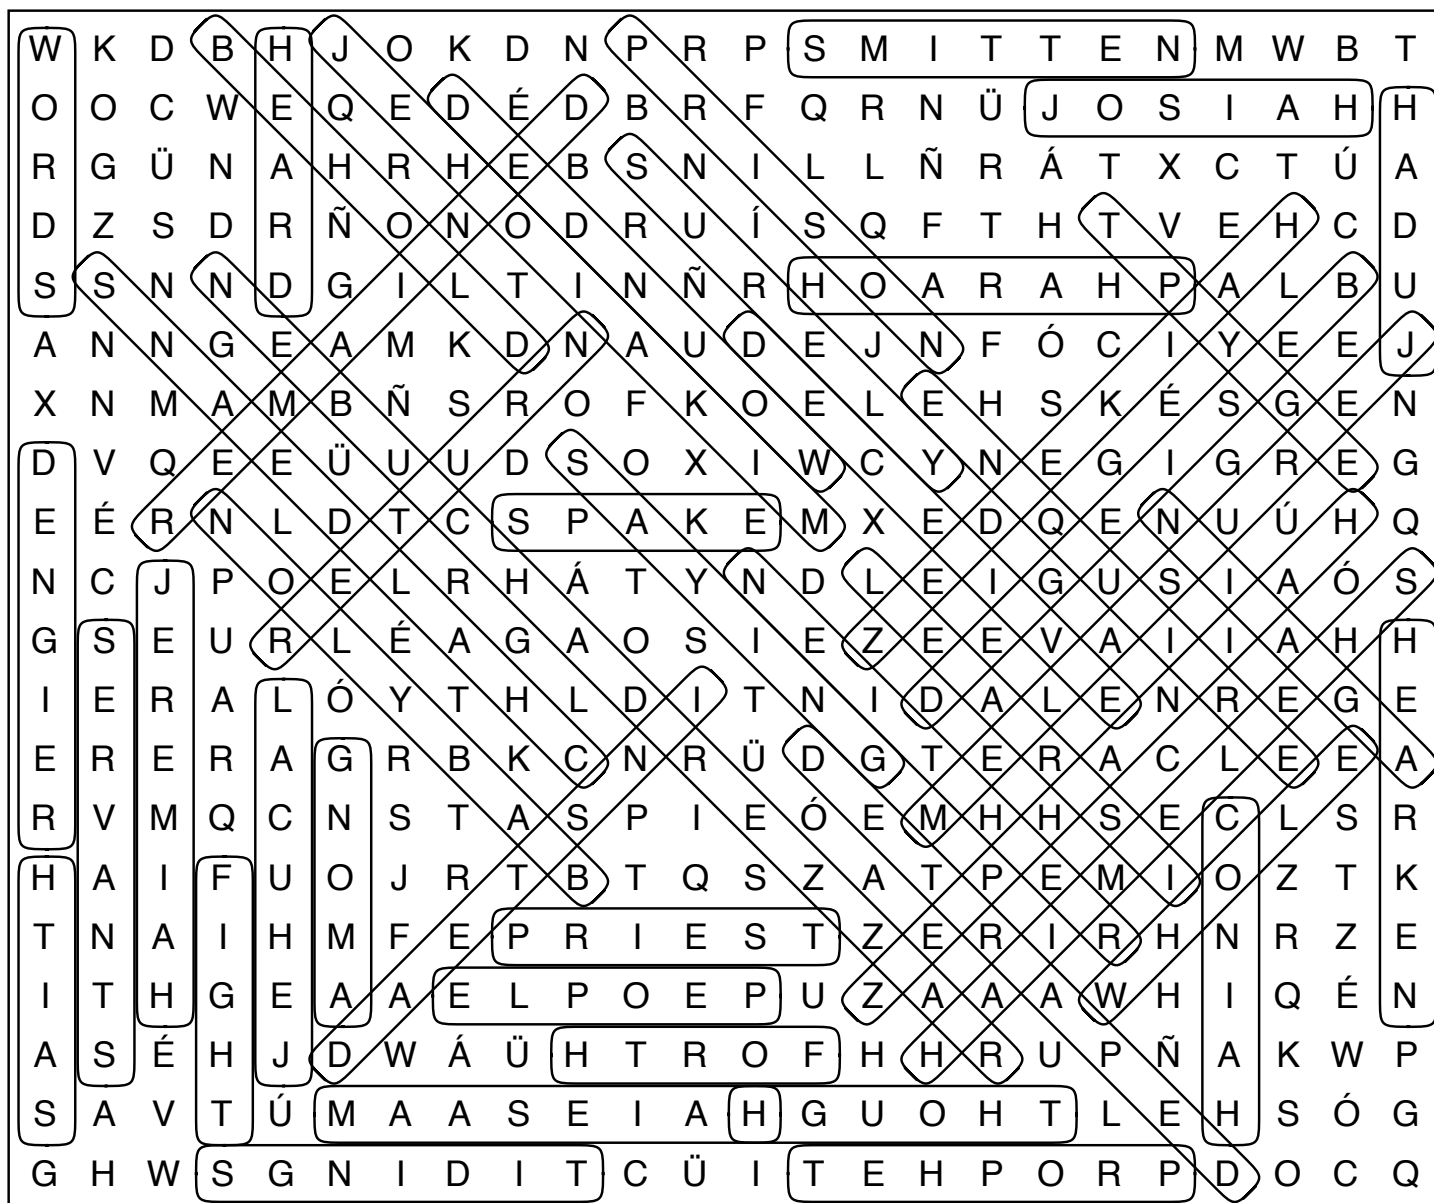 W K D B H J O K D N P R P S M I T T E N M W B T
O O C W E Q E D É D B R F Q R N Ü J O S I A H H
R G Ü N A H R H E B S N I L L Ñ R Á T X C T Ú A
D Z S D R Ñ O N O D R U Í S Q F T H T V E H C D
S S N N D G I L T I N Ñ R H O A R A H P A L B U
A N N G E A M K D N A U D E J N F Ó C I Y E E J
X N M A M B Ñ S R O F K O E L E H S K É S G E N
D V Q E E Ü U U D S O X I W C Y N E G I G R E G
E É R N L D T C S P A K E M X E D Q E N U Ú H Q
N C J P O E L R H Á T Y N D L E I G U S I A Ó S
G S E U R L É A G A O S I E Z E E V A I I A H H
I E R A L Ó Y T H L D I T N I D A L E N R E G E
E R E R A G R B K C N R Ü D G T E R A C L E E A
R V M Q C N S T A S P I E Ó E M H H S E C L S R
H A I F U O J R T B T Q S Z A T P E M I O Z T K
T N A I H M F E P R I E S T Z E R I R H N R Z E
I T H G E A A E L P O E P U Z A A A W H I Q É N
A S É H J D W Á Ü H T R O F H H R U P Ñ A K W P
S A V T Ú M A A S E I A H G U O H T L E H S Ó G
G H W S G N I D I T C Ü I T E H P O R P D O C Q